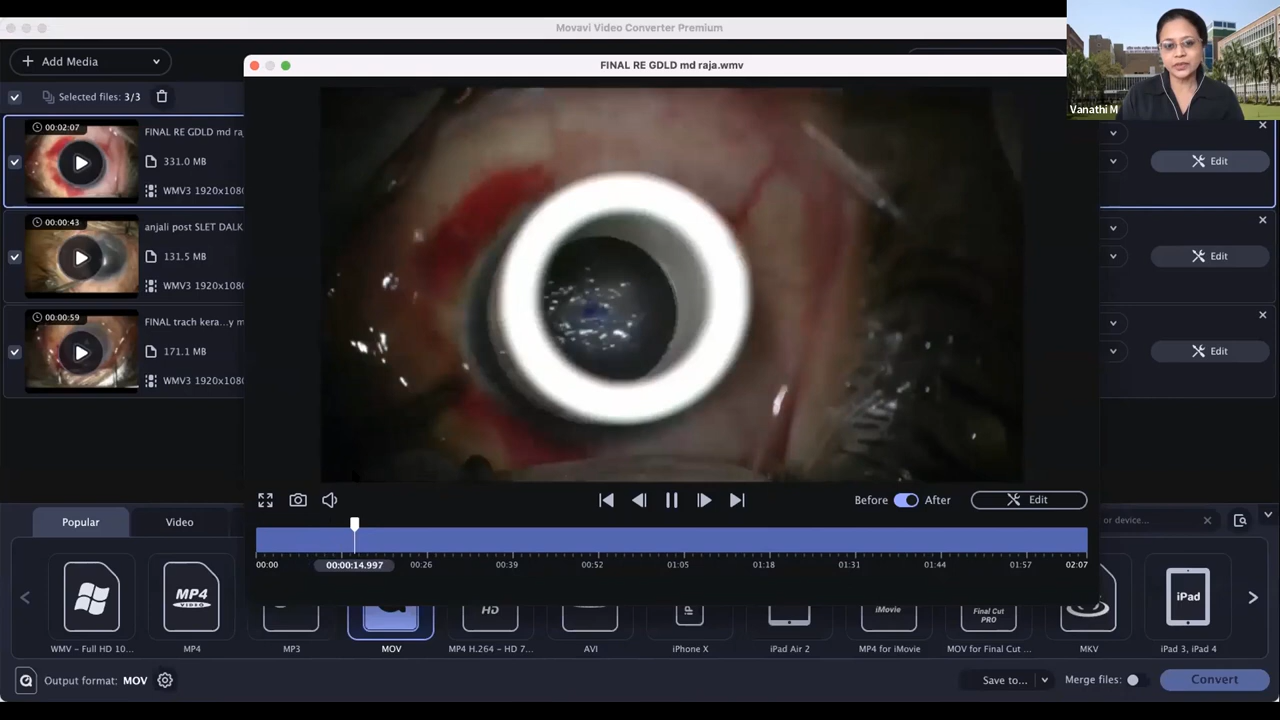 Movavi Video Converter Premium
Vanathi M
Add Media
FINAL RE GDLD md raja.wmv
Selected files: 3/3
00:02:07
FINAL RE GDLD md ra
331.0 MB
WMV3 1920x108
Edit
00:00:43
anjali post SLET DALK
131.5 MB
WMV3 1920x108
Edit
00:00:59
FINAL trach kera...y m
171.1 MB
WMV3 1920x108
Edit
Before
After
Edit
00:00
00:00:14.997
00:26
00:39
00:52
01:05
01:18
01:31
01:44
01:57
02:07
Popular
Video
or device...
MP4
VIDEO
HD
iMovie
Final Cut
PRO
iPad
WMV - Full HD 10...
MP4
MP3
MOV
MP4 H.264 - HD 7...
AVI
iPhone X
iPad Air 2
MP4 for iMovie
MOV for Final Cut ...
MKV
iPad 3, iPad 4
Output format: MOV
Save to...
Merge files:
Convert